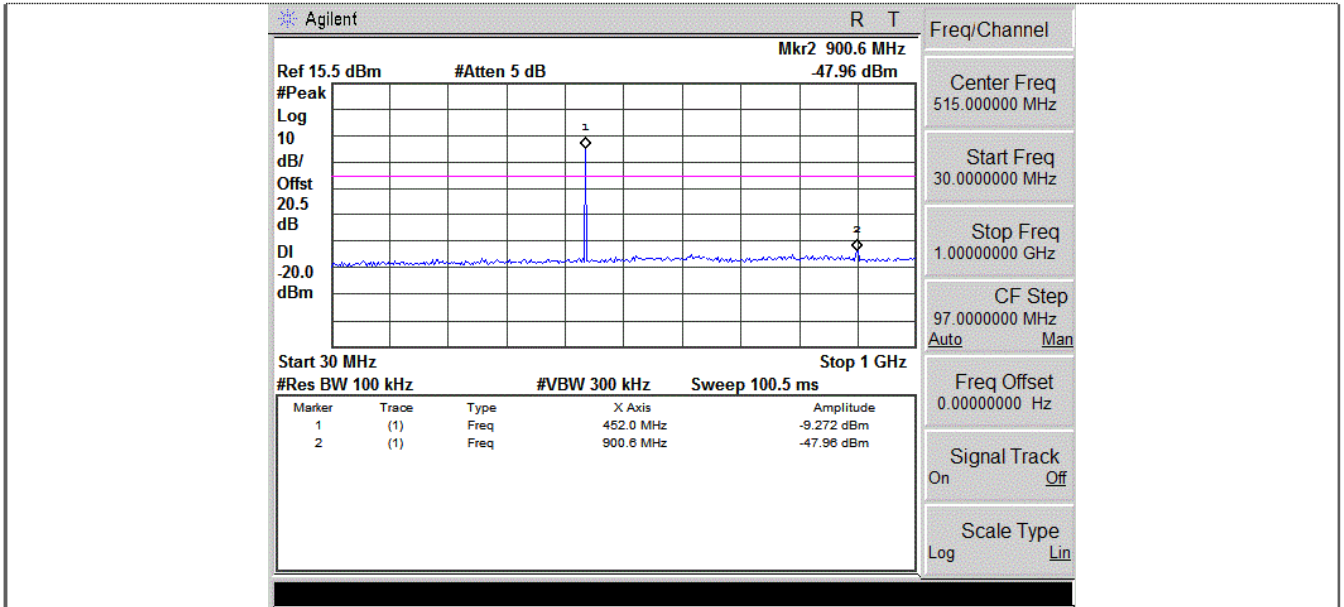 Agilent R T
Mkr2 900.6 MHz
Ref 15.5 dBm #Atten 5 dB -47.96 dBm
#Peak
Log
10
dB/
Offst
20.5
dB
DI
-20.0
dBm
1
2
Start 30 MHz Stop 1 GHz
#Res BW 100 kHz #VBW 300 kHz Sweep 100.5 ms
Marker Trace Type X Axis Amplitude
1 (1) Freq 452.0 MHz -9.272 dBm
2 (1) Freq 900.6 MHz -47.96 dBm
Freq/Channel
Center Freq
515.000000 MHz
Start Freq
30.0000000 MHz
Stop Freq
1.00000000 GHz
CF Step
97.0000000 MHz
Auto Man
Freq Offset
0.00000000 Hz
Signal Track
On Off
Scale Type
Log Lin